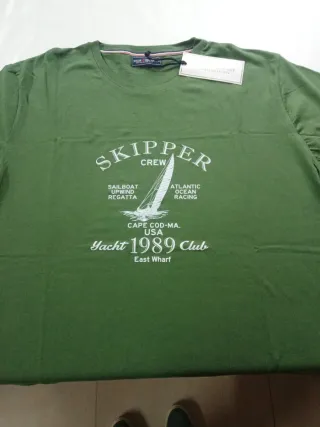 SKIPPER
CREW
SAILBOAT
UPWIND
REGATTA
ATLANTIC
OCEAN
RACING
CAPE COD-MA.
USA
Yacht 1989 Club
East Wharf